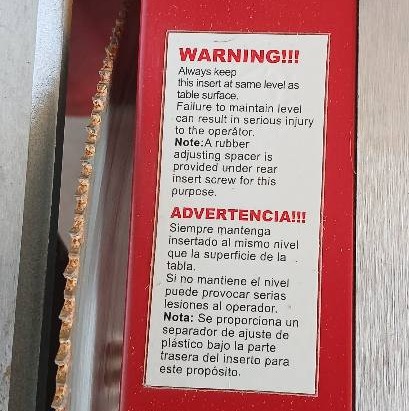 WARNING!!!
Always keep
this insert at same level as
table surface.
Failure to maintain level
can result in serious injury
to the operátor.
Note:A rubber
adjusting spacer is
provided under rear
insert screw for this
purpose.
ADVERTENCIA!!!
Siempre mantenga
insertado al mismo nivel
que la superficie de la
tabla.
Si no mantiene el nivel
puede provocar serias
lesiones al operador.
Nota: Se proporciona un
separador de ajuste de
plástico bajo la parte
trasera del inserto para
este propósito.